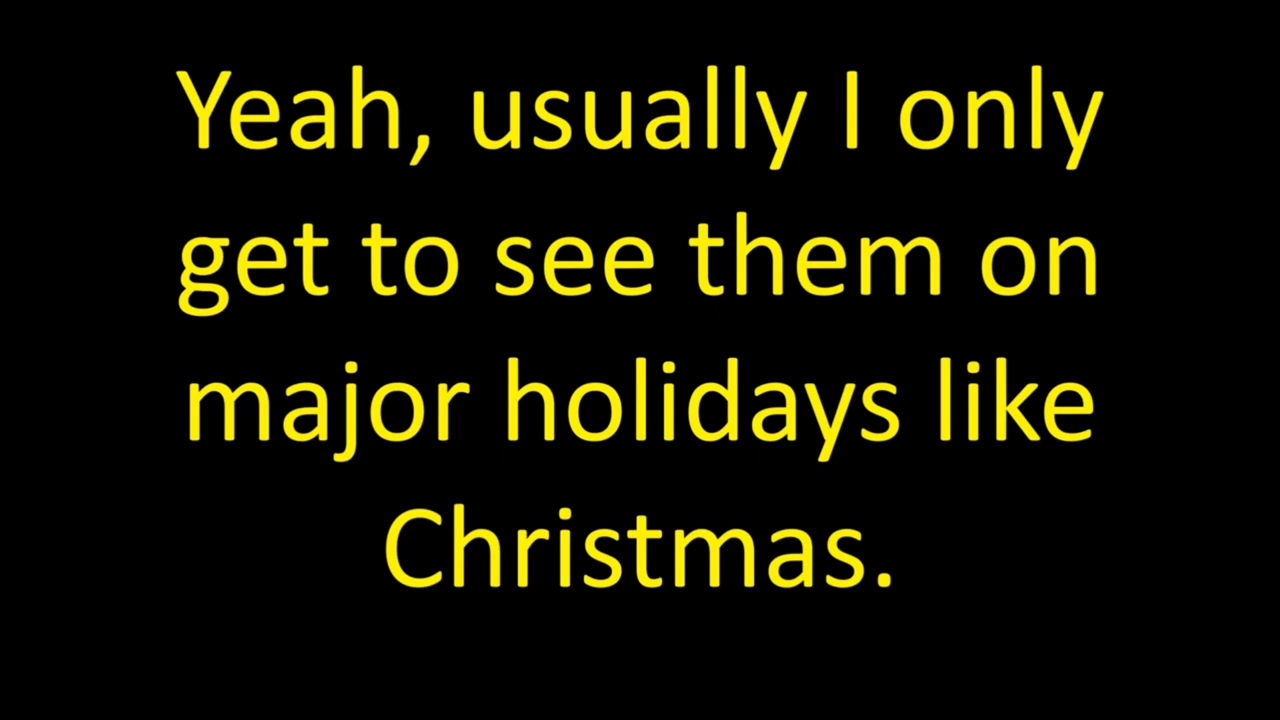 Yeah, usually I only
get to see them on
major holidays like
Christmas.